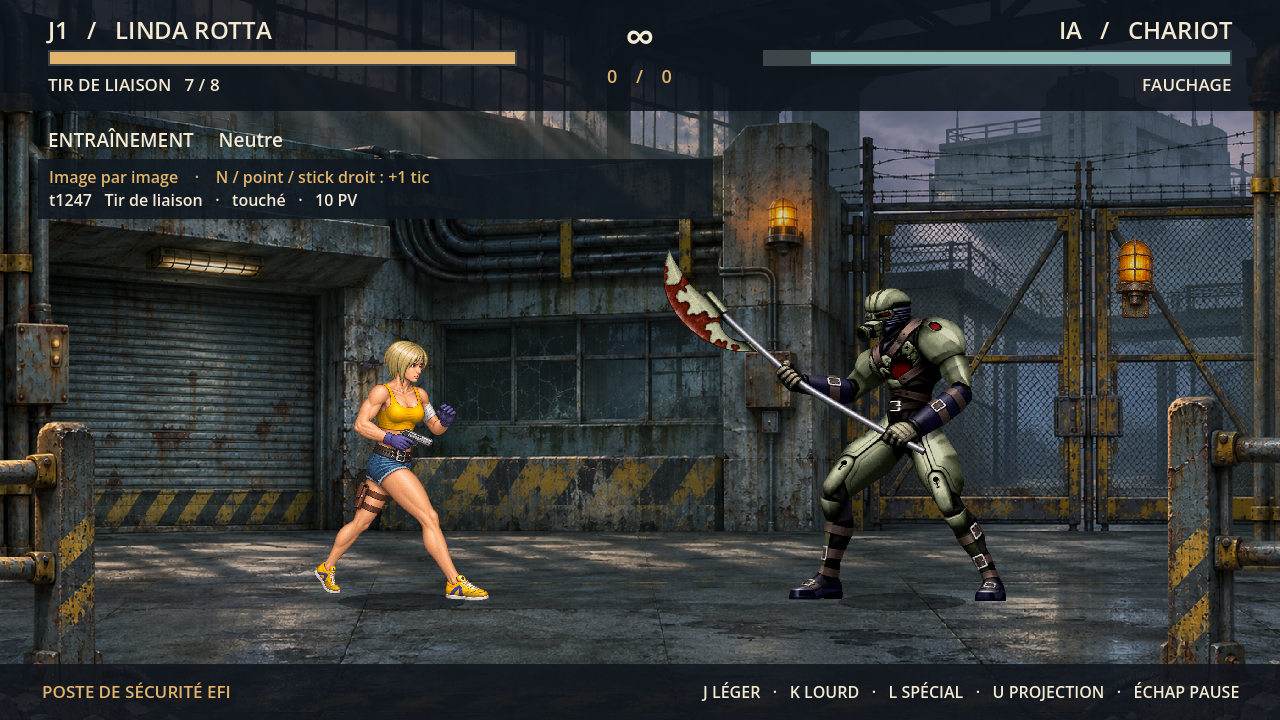 J1 / LINDA ROTTA
∞
IA / CHARIOT
0 / 0
TIR DE LIAISON 7 / 8
FAUCHAGE
ENTRAÎNEMENT Neutre
Image par image · N / point / stick droit : +1 tic
t1247 Tir de liaison · touché · 10 PV
POSTE DE SÉCURITÉ EFI
J LÉGER · K LOURD · L SPÉCIAL · U PROJECTION · ÉCHAP PAUSE